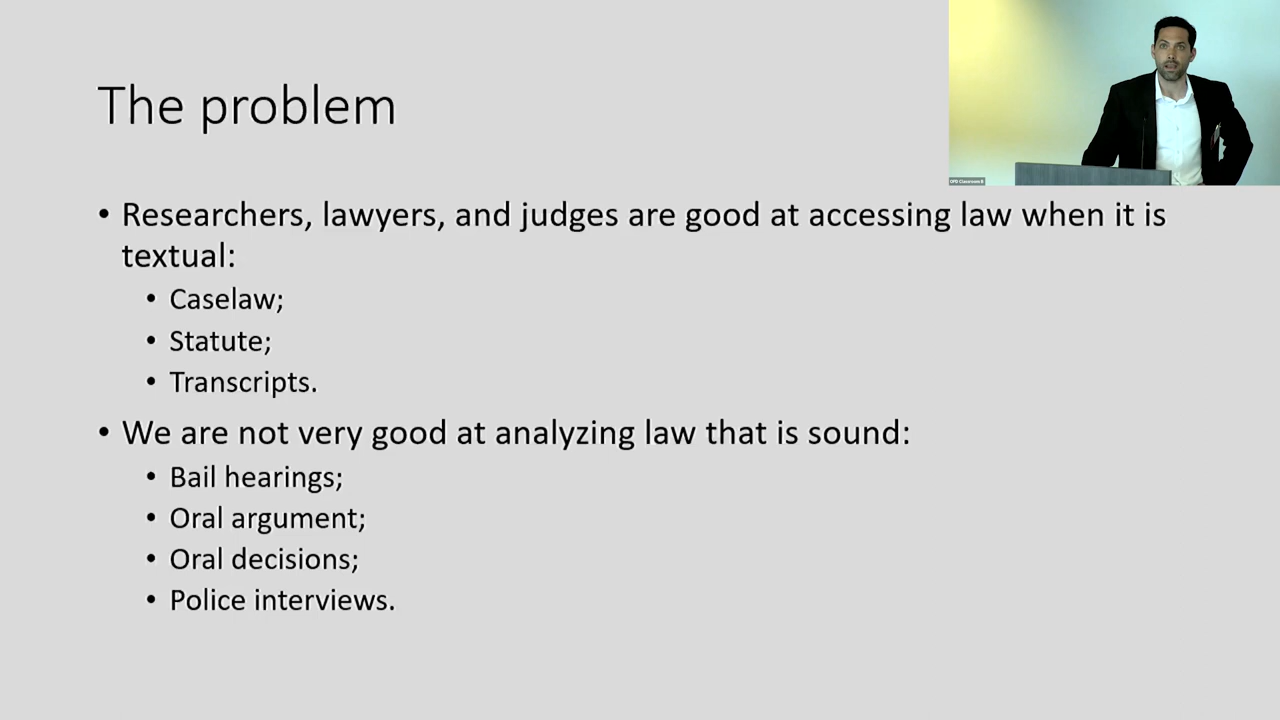 The problem
• Researchers, lawyers, and judges are good at accessing law when it is
textual:
• Caselaw;
• Statute;
• Transcripts.
• We are not very good at analyzing law that is sound:
• Bail hearings;
• Oral argument;
• Oral decisions;
• Police interviews.